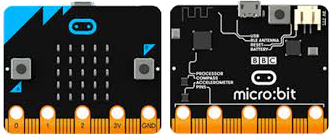 0 1 2 3V GND
USB
BLE ANTENNA
RESET
BATTERY
BBC
PROCESSOR
COMPASS
ACCELEROMETER
PINS
micro:bit